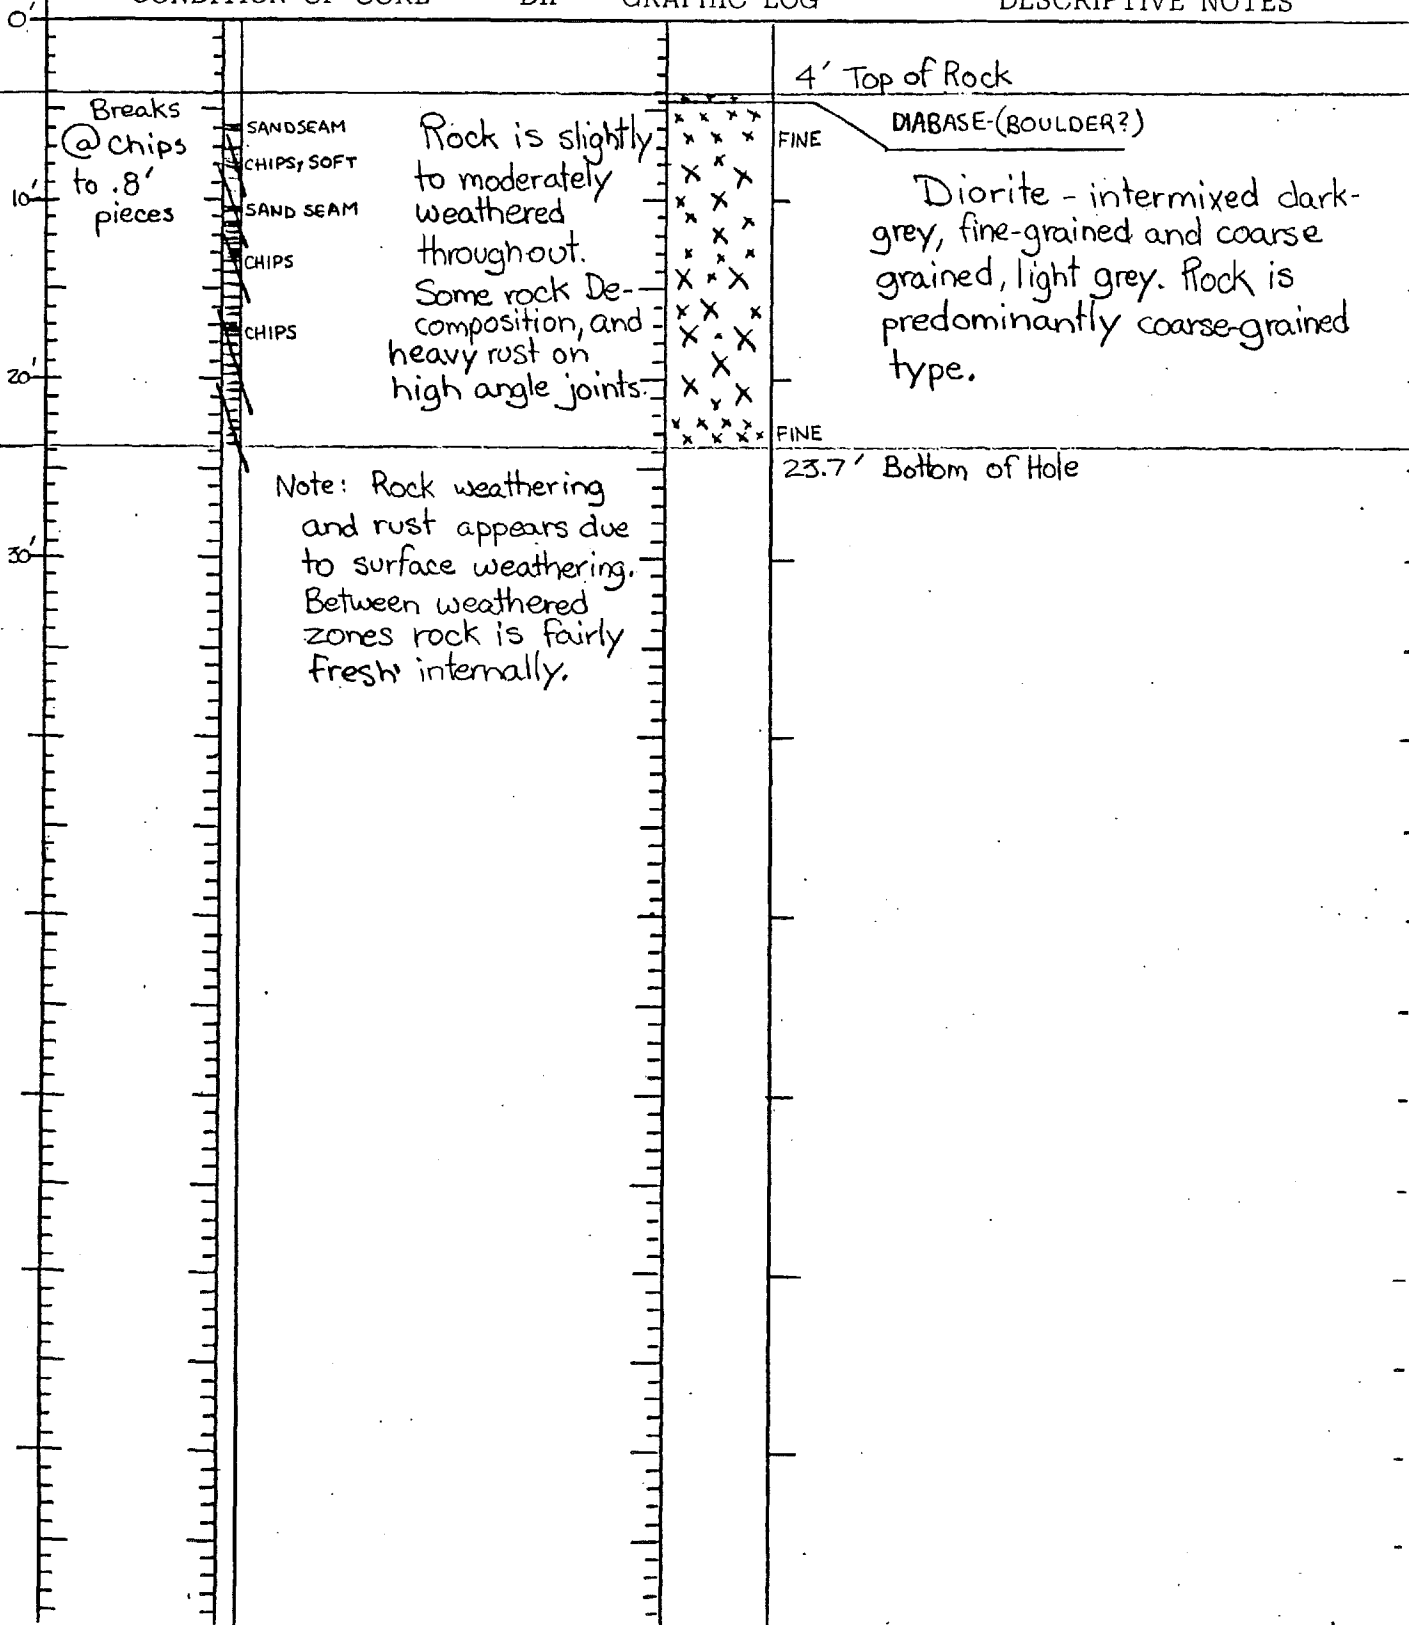 CONDITION OF CORE DIP GRAPHIC LOG DESCRIPTIVE NOTES
0'
4' Top of Rock
Breaks
@ chips
to .8'
pieces
10'
20'
30'
SANDSEAM
CHIPS, SOFT
SAND SEAM
CHIPS
CHIPS
Rock is slightly
to moderately
weathered
throughout.
Some rock De-
composition, and
heavy rust on
high angle joints.
FINE
DIABASE-(BOULDER?)
Diorite - intermixed dark-
grey, fine-grained and coarse
grained, light grey. Rock is
predominantly coarse-grained
type.
FINE
23.7' Bottom of Hole
Note: Rock weathering
and rust appears due
to surface weathering.
Between weathered
zones rock is fairly
fresh internally.